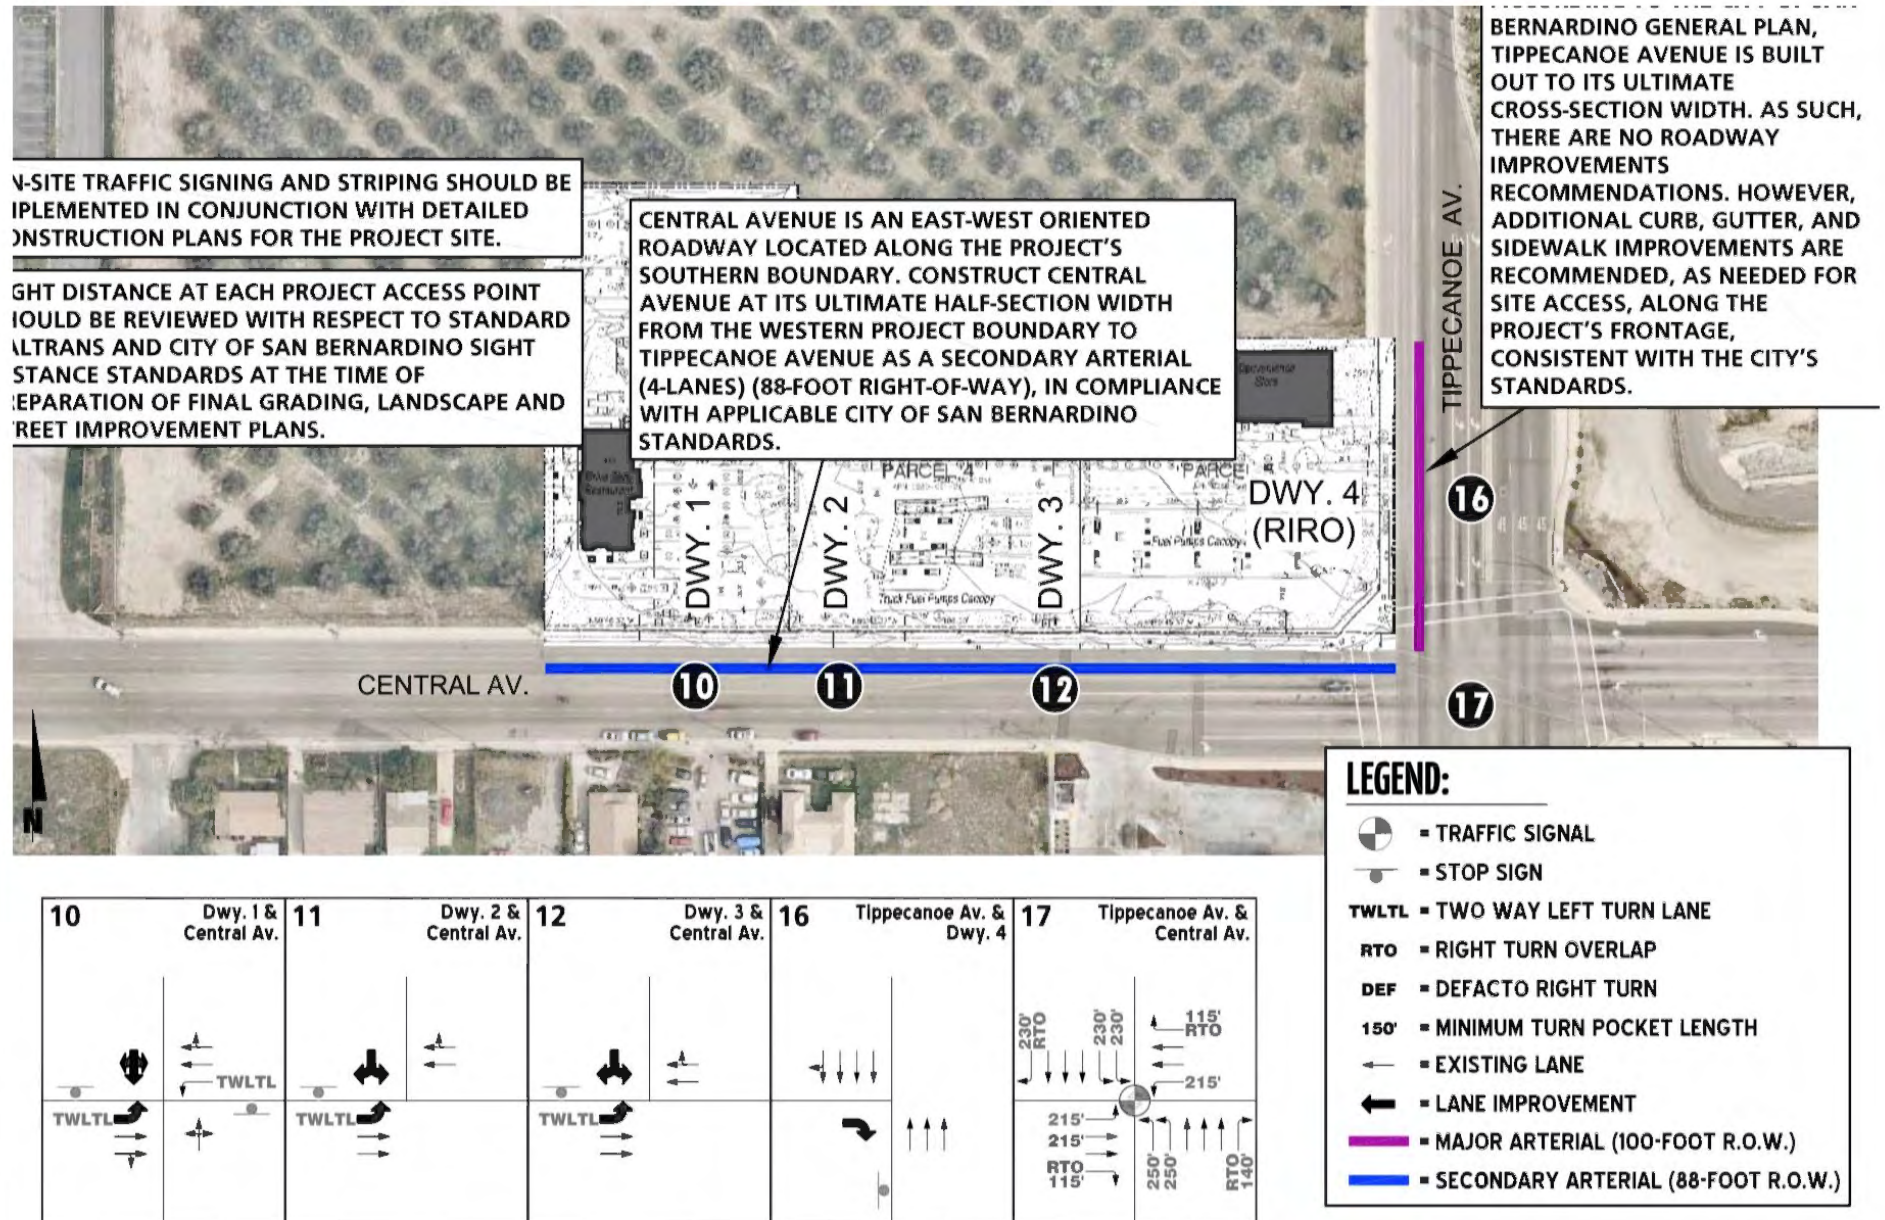 BERNARDINO GENERAL PLAN,
TIPPECANOE AVENUE IS BUILT
OUT TO ITS ULTIMATE
CROSS-SECTION WIDTH. AS SUCH,
THERE ARE NO ROADWAY
IMPROVEMENTS
RECOMMENDATIONS. HOWEVER,
ADDITIONAL CURB, GUTTER, AND
SIDEWALK IMPROVEMENTS ARE
RECOMMENDED, AS NEEDED FOR
SITE ACCESS, ALONG THE
PROJECT'S FRONTAGE,
CONSISTENT WITH THE CITY'S
STANDARDS.
N-SITE TRAFFIC SIGNING AND STRIPING SHOULD BE
IPLEMENTED IN CONJUNCTION WITH DETAILED
ONSTRUCTION PLANS FOR THE PROJECT SITE.
GHT DISTANCE AT EACH PROJECT ACCESS POINT
IOULD BE REVIEWED WITH RESPECT TO STANDARD
ALTRANS AND CITY OF SAN BERNARDINO SIGHT
STANCE STANDARDS AT THE TIME OF
REPARATION OF FINAL GRADING, LANDSCAPE AND
TREET IMPROVEMENT PLANS.
CENTRAL AVENUE IS AN EAST-WEST ORIENTED
ROADWAY LOCATED ALONG THE PROJECT'S
SOUTHERN BOUNDARY. CONSTRUCT CENTRAL
AVENUE AT ITS ULTIMATE HALF-SECTION WIDTH
FROM THE WESTERN PROJECT BOUNDARY TO
TIPPECANOE AVENUE AS A SECONDARY ARTERIAL
(4-LANES) (88-FOOT RIGHT-OF-WAY), IN COMPLIANCE
WITH APPLICABLE CITY OF SAN BERNARDINO
STANDARDS.
TIPPECANOE AV.
Convenience
Store
PARCEL 4
PARCEL
DWY. 1
DWY. 2
DWY. 3
DWY. 4
(RIRO)
Fuel Pumps Canopy
Truck Fuel Pumps Canopy
16
CENTRAL AV.
10
11
12
17
N
LEGEND:
= TRAFFIC SIGNAL
= STOP SIGN
TWLTL = TWO WAY LEFT TURN LANE
RTO = RIGHT TURN OVERLAP
DEF = DEFACTO RIGHT TURN
150' = MINIMUM TURN POCKET LENGTH
= EXISTING LANE
= LANE IMPROVEMENT
= MAJOR ARTERIAL (100-FOOT R.O.W.)
= SECONDARY ARTERIAL (88-FOOT R.O.W.)
10 Dwy. 1 &
Central Av.
TWLTL
TWLTL
11 Dwy. 2 &
Central Av.
TWLTL
12 Dwy. 3 &
Central Av.
TWLTL
16 Tippecanoe Av. &
Dwy. 4
17 Tippecanoe Av. &
Central Av.
230'
RTO
230'
230'
115'
RTO
215'
215'
215'
RTO
115'
250'
250'
RTO
140'